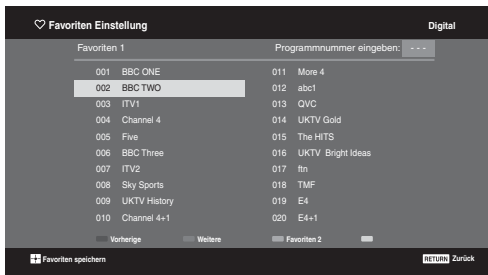 Favoriten Einstellung Digital
Favoriten 1 Programmnummer eingeben: ---
001 BBC ONE 011 More 4
002 BBC TWO 012 abc1
003 ITV1 013 QVC
004 Channel 4 014 UKTV Gold
005 Five 015 The HITS
006 BBC Three 016 UKTV Bright Ideas
007 ITV2 017 ftn
008 Sky Sports 018 TMF
009 UKTV History 019 E4
010 Channel 4+1 020 E4+1
Vorherige Weitere Favoriten 2
Favoriten speichern RETURN Zurück